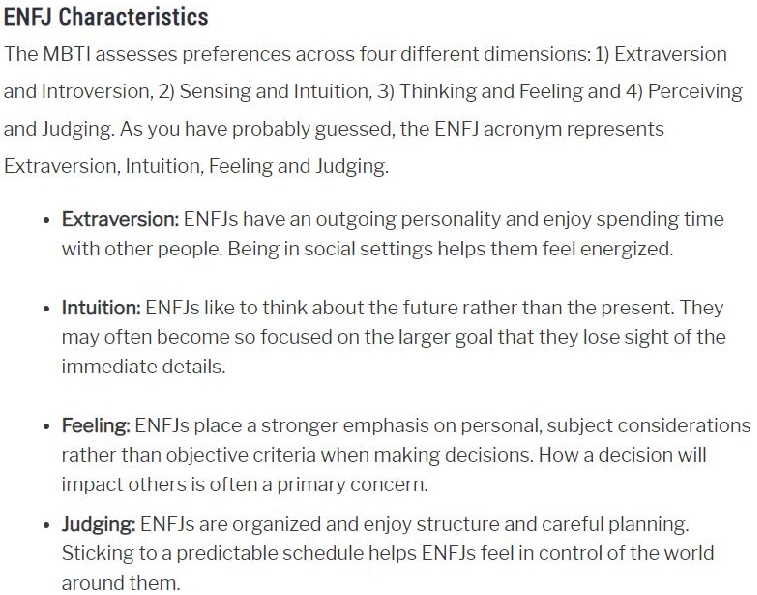 ENFJ Characteristics
The MBTI assesses preferences across four different dimensions: 1) Extraversion
and Introversion, 2) Sensing and Intuition, 3) Thinking and Feeling and 4) Perceiving
and Judging. As you have probably guessed, the ENFJ acronym represents
Extraversion, Intuition, Feeling and Judging.
• Extraversion: ENFJs have an outgoing personality and enjoy spending time
with other people. Being in social settings helps them feel energized.
• Intuition: ENFJs like to think about the future rather than the present. They
may often become so focused on the larger goal that they lose sight of the
immediate details.
• Feeling: ENFJs place a stronger emphasis on personal, subject considerations
rather than objective criteria when making decisions. How a decision will
impact others is often a primary concern.
• Judging: ENFJs are organized and enjoy structure and careful planning.
Sticking to a predictable schedule helps ENFJs feel in control of the world
around them.